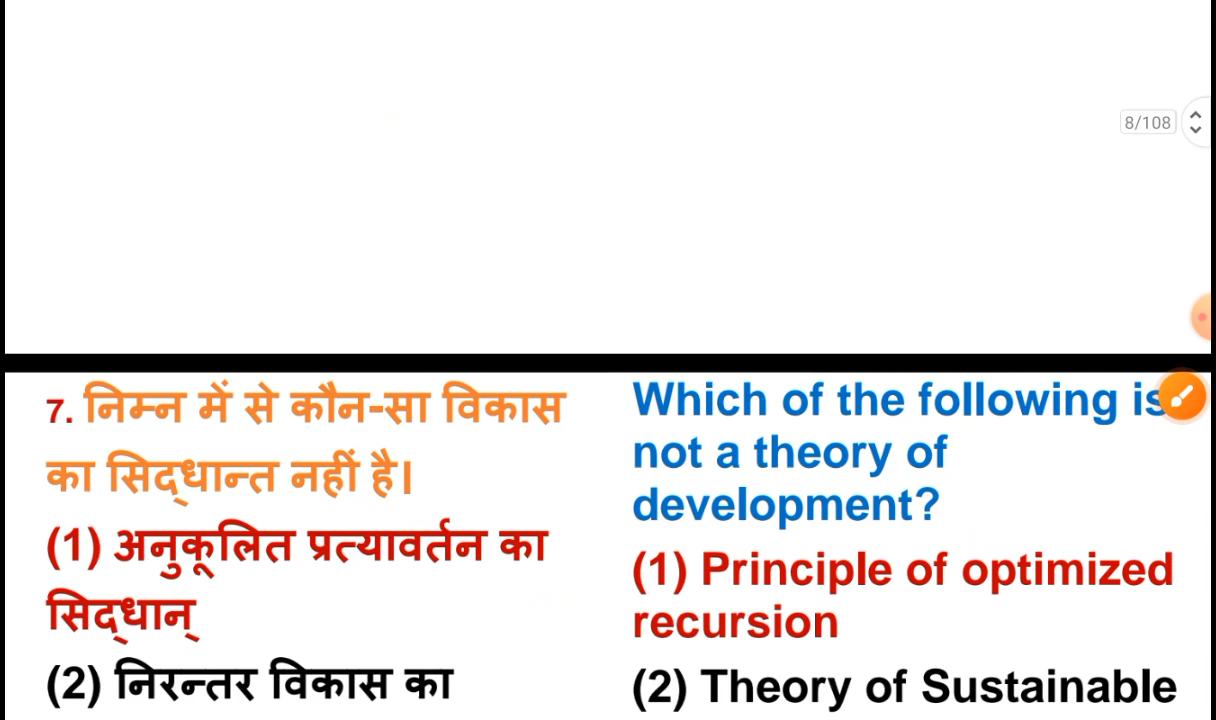 8/108
7. निम्न में से कौन-सा विकास
का सिद्धान्त नहीं है।
(1) अनुकूलित प्रत्यावर्तन का
सिद्धान्
(2) निरन्तर विकास का
Which of the following is
not a theory of
development?
(1) Principle of optimized
recursion
(2) Theory of Sustainable